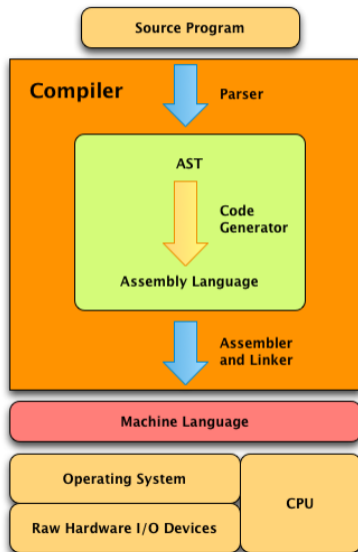 Source Program
Compiler
Parser
AST
Code
Generator
Assembly Language
Assembler
and Linker
Machine Language
Operating System
CPU
Raw Hardware I/O Devices